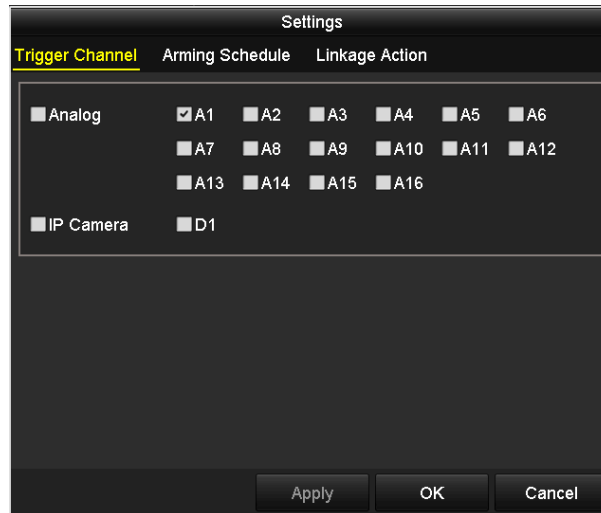 Settings
Trigger Channel Arming Schedule Linkage Action
Analog A1 A2 A3 A4 A5 A6
A7 A8 A9 A10 A11 A12
A13 A14 A15 A16
IP Camera D1
Apply OK Cancel